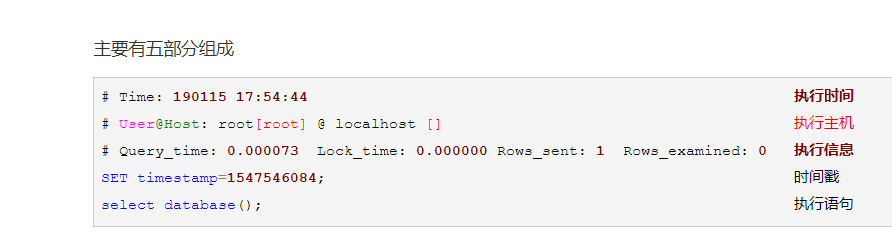 主要有五部分组成
# Time: 190115 17:54:44 执行时间
# User@Host: root[root] @ localhost [] 执行主机
# Query_time: 0.000073  Lock_time: 0.000000 Rows_sent: 1  Rows_examined: 0 执行信息
SET timestamp=1547546084; 时间戳
select database(); 执行语句